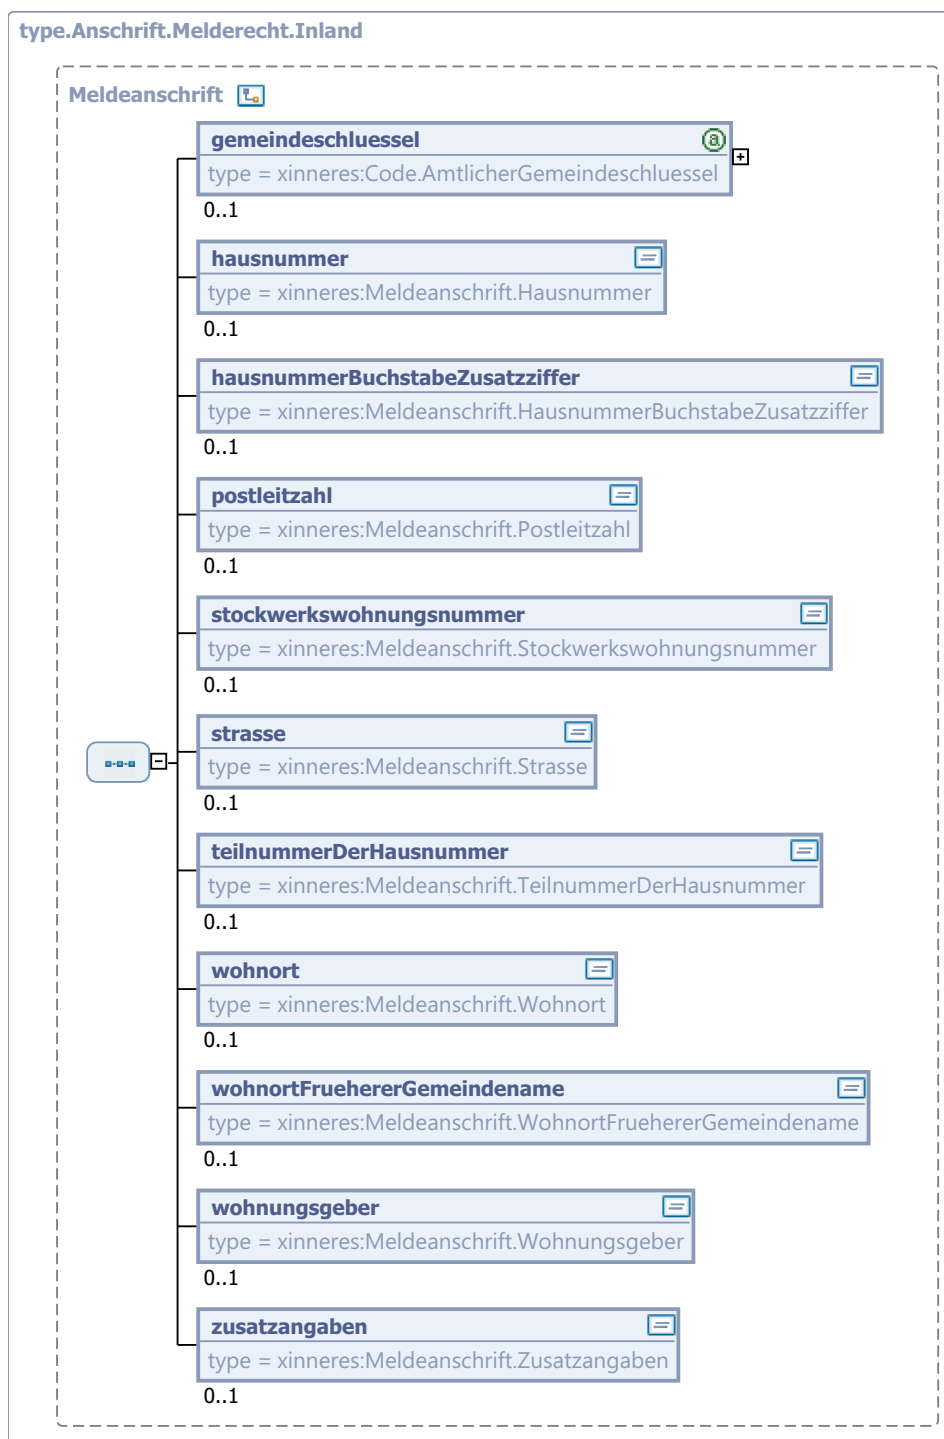 type.Anschrift.Melderecht.Inland
Meldeanschrift
gemeindeschluessel
type = xinneres:Code.AmtlicherGemeindeschluessel
0..1
hausnummer
type = xinneres:Meldeanschrift.Hausnummer
0..1
hausnummerBuchstabeZusatzziffer
type = xinneres:Meldeanschrift.HausnummerBuchstabeZusatzziffer
0..1
postleitzahl
type = xinneres:Meldeanschrift.Postleitzahl
0..1
stockwerkswohnungsnummer
type = xinneres:Meldeanschrift.Stockwerkswohnungsnummer
0..1
strasse
type = xinneres:Meldeanschrift.Strasse
0..1
teilnummerDerHausnummer
type = xinneres:Meldeanschrift.TeilnummerDerHausnummer
0..1
wohnort
type = xinneres:Meldeanschrift.Wohnort
0..1
wohnortFruehererGemeindename
type = xinneres:Meldeanschrift.WohnortFruehererGemeindename
0..1
wohnungsgeber
type = xinneres:Meldeanschrift.Wohnungsgeber
0..1
zusatzangaben
type = xinneres:Meldeanschrift.Zusatzangaben
0..1